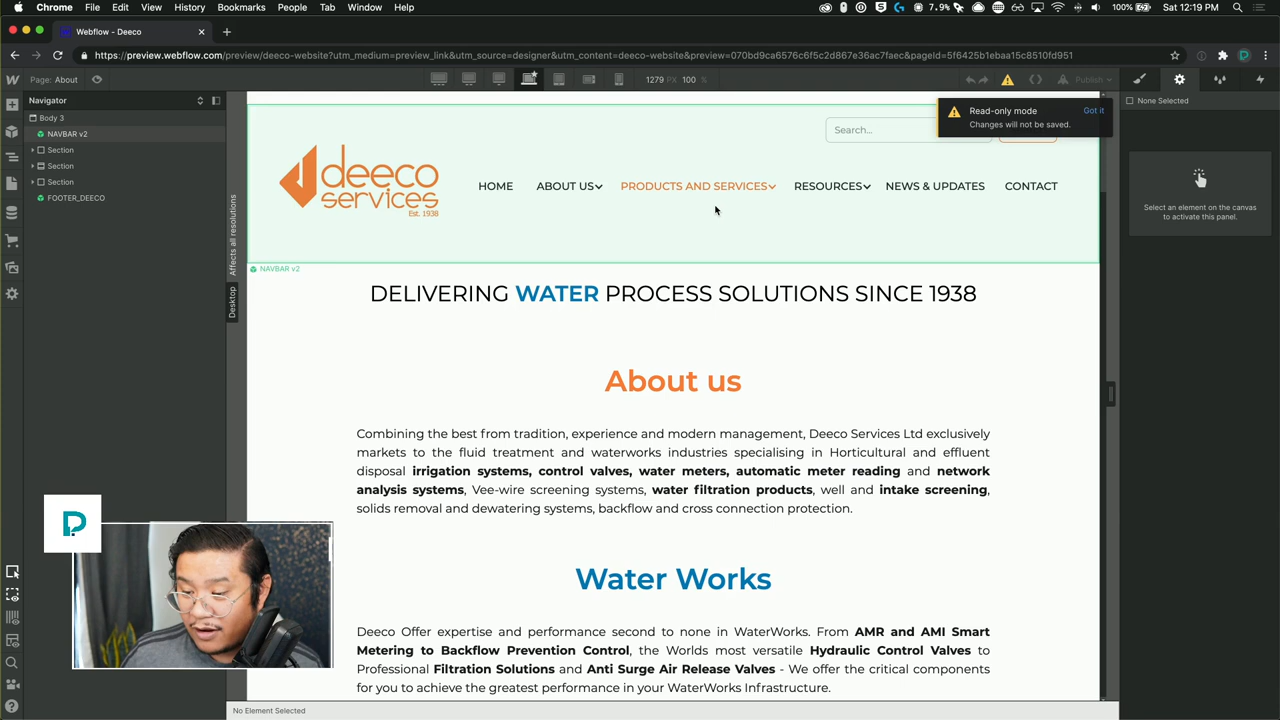 Chrome File Edit View History Bookmarks People Tab Window Help
7.9% 100% Sat 12:19 PM
Webflow - Deeco
https://preview.webflow.com/preview/deeco-website?utm_medium=preview_link&utm_source=designer&utm_content=deeco-website&preview=070bd9ca6576c6f5c2d867e36ac7faec&pageId=5f6425b1ebaa15c8510fd951
Page: About
1279 PX 100 %
Publish
Navigator
None Selected
Read-only mode
Got it
Changes will not be saved.
Body 3
NAVBAR v2
Section
Section
Section
FOOTER_DEECO
Affects all resolutions
Desktop
Search...
deeco
services
Est. 1938
HOME ABOUT US PRODUCTS AND SERVICES RESOURCES NEWS & UPDATES CONTACT
Select an element on the canvas
to activate this panel.
NAVBAR v2
DELIVERING WATER PROCESS SOLUTIONS SINCE 1938
About us
Combining the best from tradition, experience and modern management, Deeco Services Ltd exclusively
markets to the fluid treatment and waterworks industries specialising in Horticultural and effluent
disposal irrigation systems, control valves, water meters, automatic meter reading and network
analysis systems, Vee-wire screening systems, water filtration products, well and intake screening,
solids removal and dewatering systems, backflow and cross connection protection.
Water Works
Deeco Offer expertise and performance second to none in WaterWorks. From AMR and AMI Smart
Metering to Backflow Prevention Control, the Worlds most versatile Hydraulic Control Valves to
Professional Filtration Solutions and Anti Surge Air Release Valves - We offer the critical components
for you to achieve the greatest performance in your WaterWorks Infrastructure.
No Element Selected